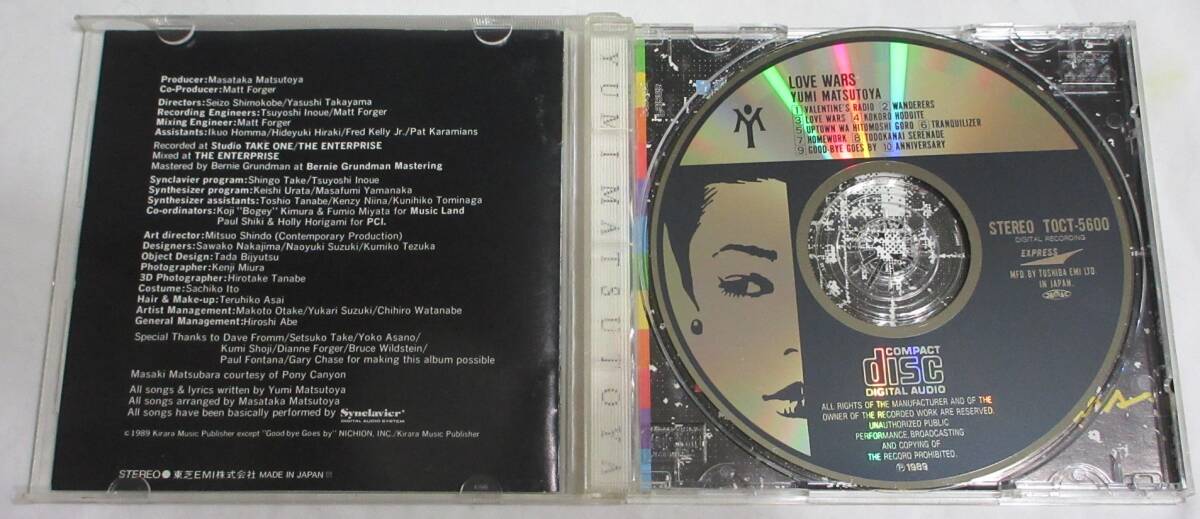 Producer:Masataka Matsutoya
Co-Producer:Matt Forger
Directors:Seizo Shimokobe/Yasushi Takayama
Recording Engineers:Tsuyoshi Inoue/Matt Forger
Mixing Engineer:Matt Forger
Assistants:Ikuo Homma/Hideyuki Hiraki/Fred Kelly Jr./Pat Karamians
Recorded at Studio TAKE ONE/THE ENTERPRISE
Mixed at THE ENTERPRISE
Mastered by Bernie Grundman at Bernie Grundman Mastering
Synclavier program:Shingo Take/Tsuyoshi Inoue
Synthesizer program:Keishi Urata/Masafumi Yamanaka
Synthesizer assistants:Toshio Tanabe/Kenzy Niina/Kunihiko Tominaga
Co-ordinators:Koji "Bogey" Kimura & Fumio Miyata for Music Land
Paul Shiki & Holly Horigami for PCI.
Art director:Mitsuo Shindo (Contemporary Production)
Designers:Sawako Nakajima/Naoyuki Suzuki/Kumiko Tezuka
Object Design:Tada Bijyutsu
Photographer:Kenji Miura
3D Photographer:Hirotake Tanabe
Costume:Sachiko Ito
Hair & Make-up:Teruhiko Asai
Artist Management:Makoto Otake/Yukari Suzuki/Chihiro Watanabe
General Management:Hiroshi Abe
Special Thanks to Dave Fromm/Setsuko Take/Yoko Asano/
Kumi Shoji/Dianne Forger/Bruce Wildstein/
Paul Fontana/Gary Chase for making this album possible
Masaki Matsubara courtesy of Pony Canyon
All songs & lyrics written by Yumi Matsutoya
All songs arranged by Masataka Matsutoya
All songs have been basically performed by Synclavier®
DIGITAL AUDIO SYSTEM
©1989 Kirara Music Publisher except "Good bye Goes by" NICHION, INC./Kirara Music Publisher
STEREO 東芝EMI株式会社 MADE IN JAPAN
YUMI MATSUTOYA
LOVE WARS
YUMI MATSUTOYA
1 VALENTINE'S RADIO 2 WANDERERS
3 LOVE WARS 4 KOKORO HODOITE
5 UPTOWN WA HITOMOSHI GORO 6 TRANQUILIZER
7 HOMEWORK 8 TODOKANAI SERENADE
9 GOOD-BYE GOES BY 10 ANNIVERSARY
STEREO TOCT-5600
DIGITAL RECORDING
EXPRESS
MFD. BY TOSHIBA EMI LTD.
IN JAPAN.
COMPACT
disc
DIGITAL AUDIO
ALL RIGHTS OF THE MANUFACTURER AND OF THE
OWNER OF THE RECORDED WORK ARE RESERVED.
UNAUTHORIZED PUBLIC
PERFORMANCE, BROADCASTING
AND COPYING OF
THE RECORD PROHIBITED.
℗1989